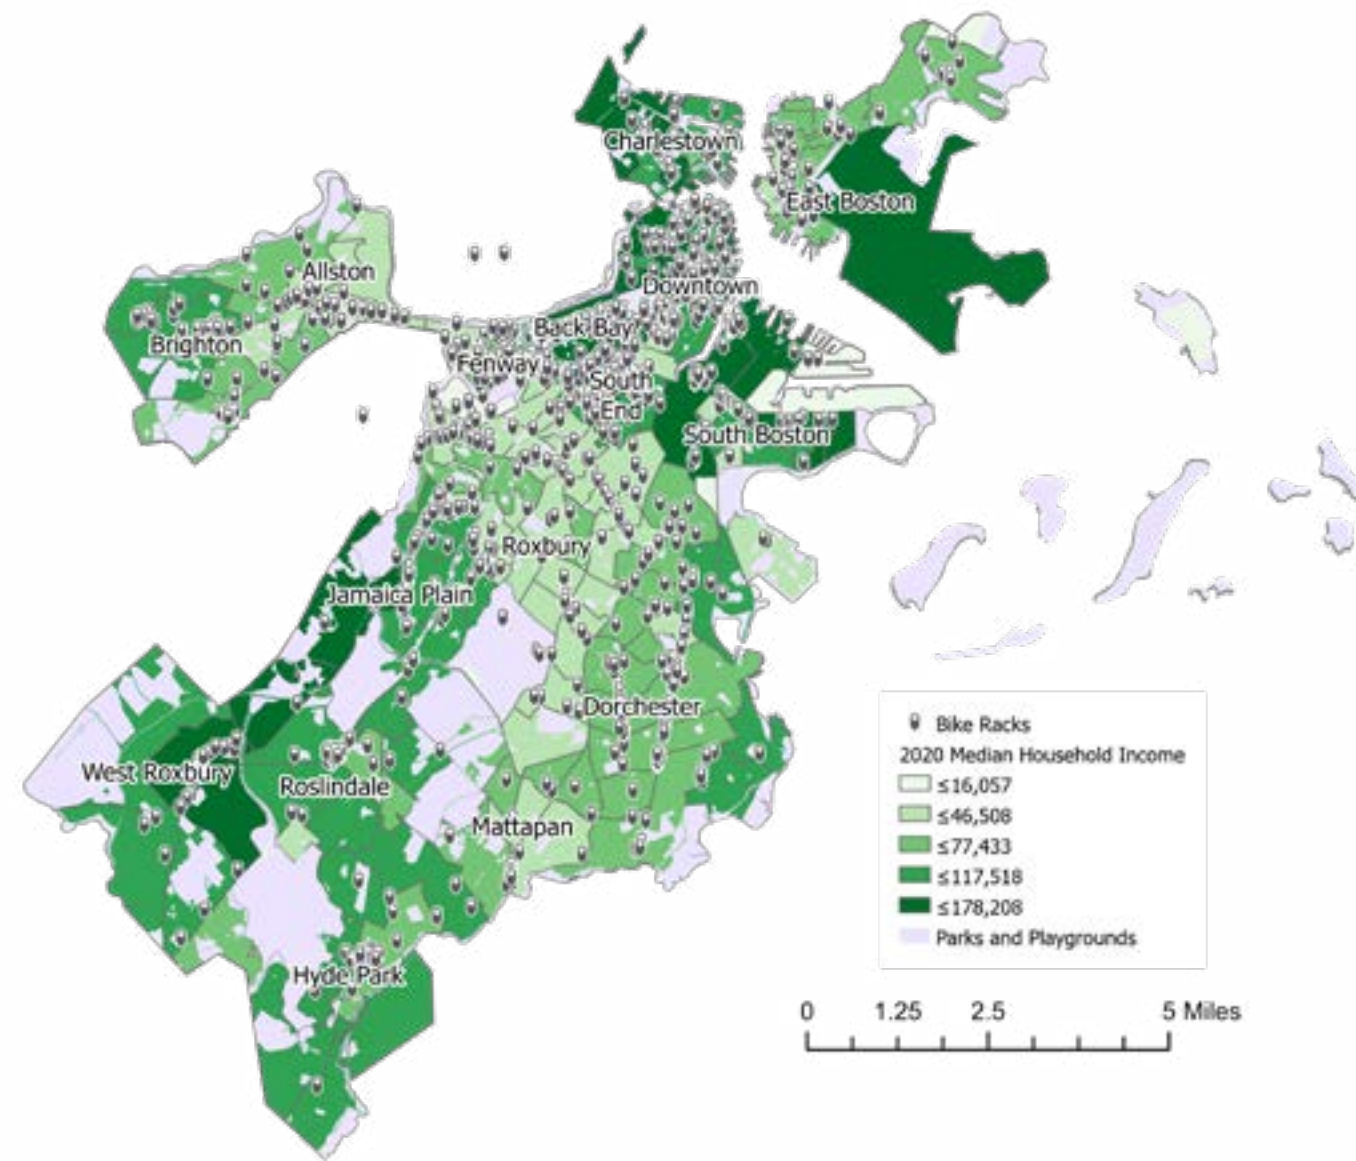 Charlestown
East Boston
Allston
Downtown
Back Bay
Brighton
Fenway
South
End
South Boston
Roxbury
Jamaica Plain
Dorchester
West Roxbury
Roslindale
Mattapan
Hyde Park
Bike Racks
2020 Median Household Income
≤16,057
≤46,508
≤77,433
≤117,518
≤178,208
Parks and Playgrounds
0 1.25 2.5 5 Miles